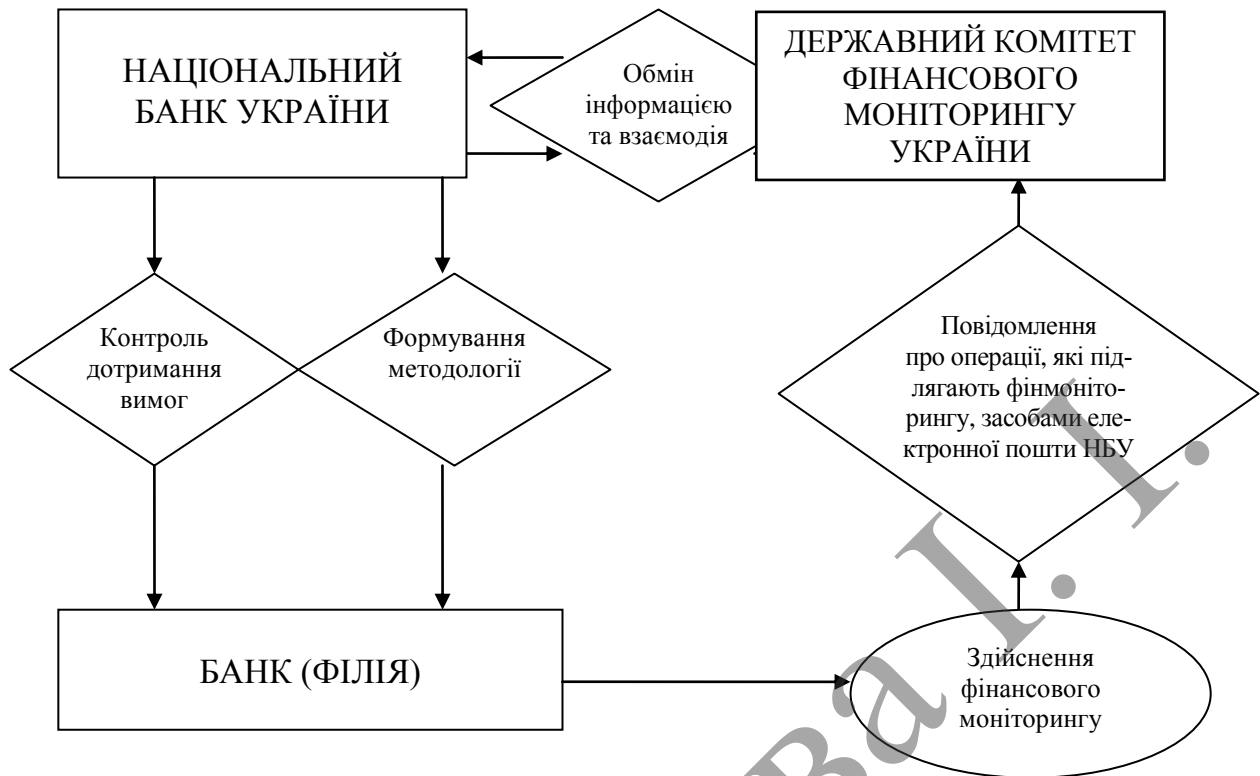 НАЦІОНАЛЬНИЙ
БАНК УКРАЇНИ
Обмін
інформацією
та взаємодія
ДЕРЖАВНИЙ КОМІТЕТ
ФІНАНСОВОГО
МОНІТОРИНГУ
УКРАЇНИ
Контроль
дотримання
вимог
Формування
методології
Повідомлення
про операції, які під-
лягають фінмоніто-
рингу, засобами еле-
ктронної пошти НБУ
БАНК (ФІЛІЯ)
Здійснення
фінансового
моніторингу
ва І. І.